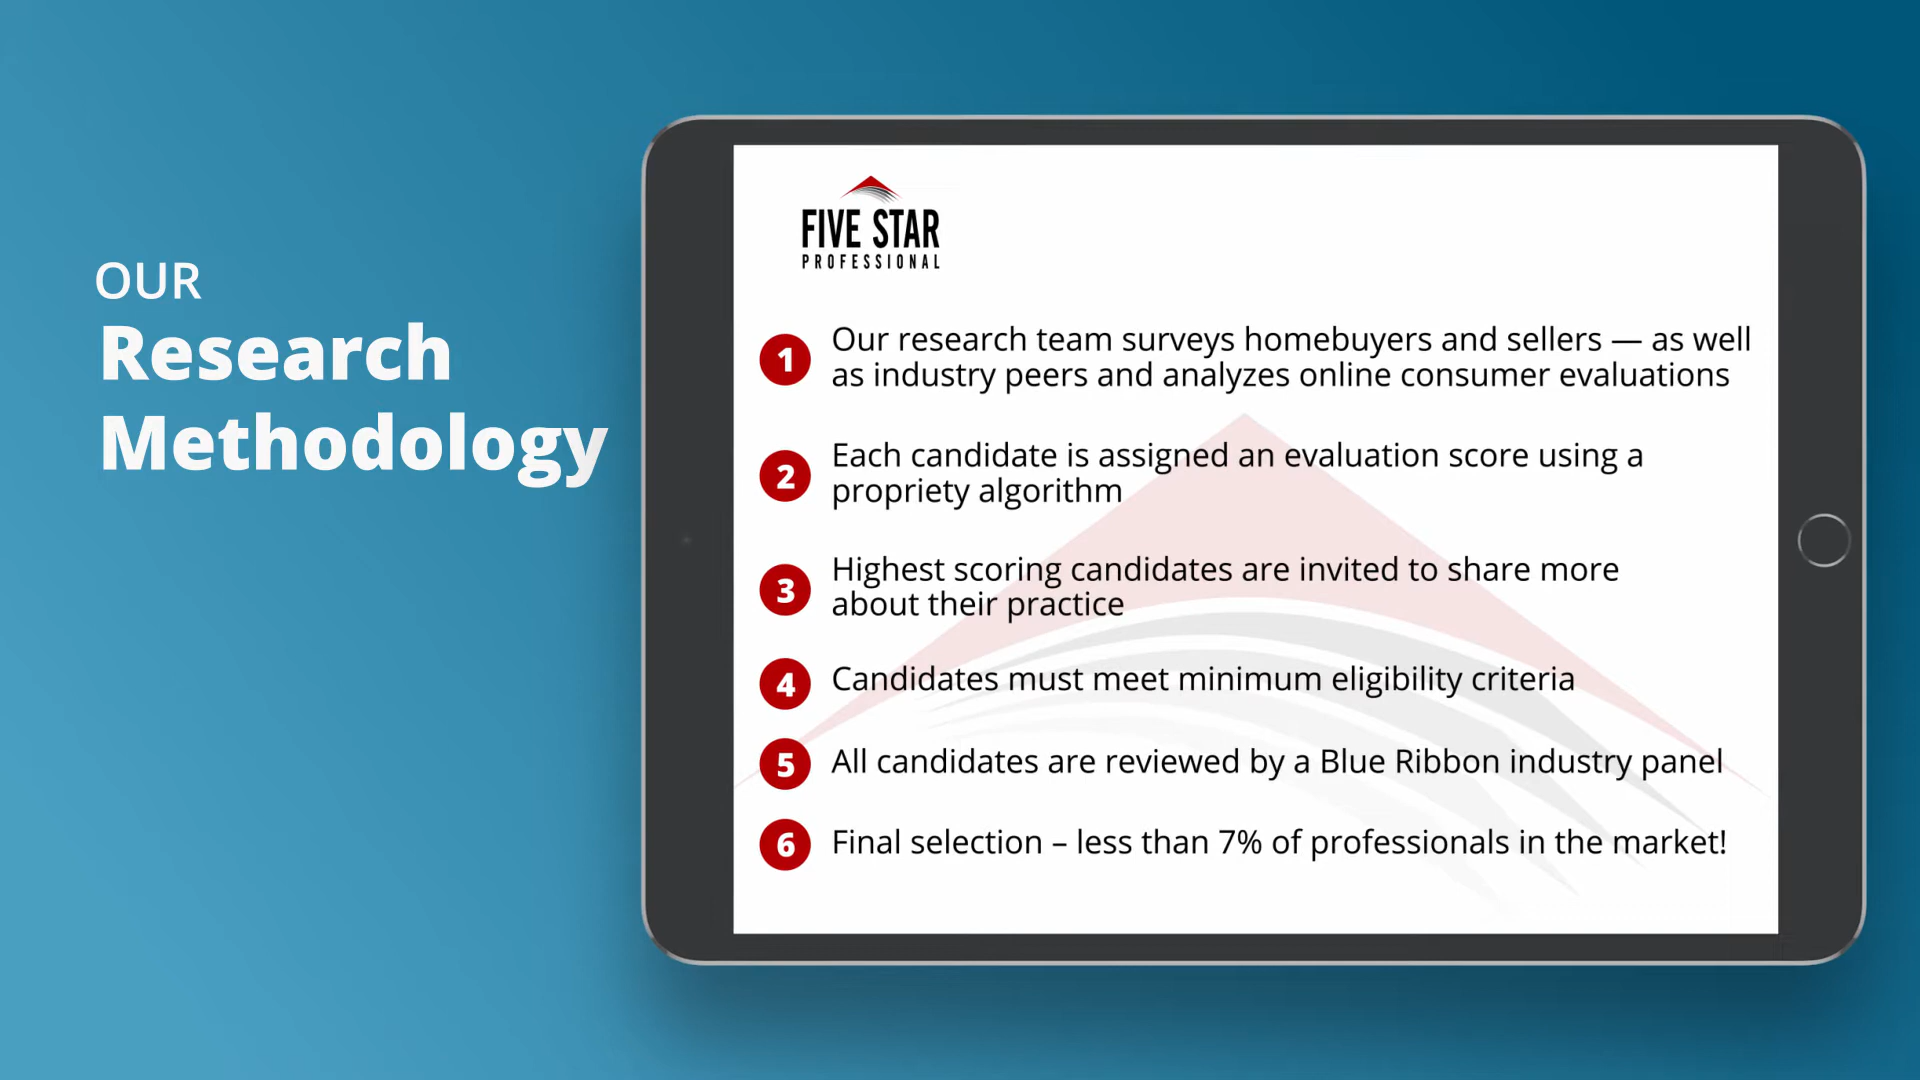 OUR
Research
Methodology
FIVE STAR
PROFESSIONAL
1 Our research team surveys homebuyers and sellers — as well
as industry peers and analyzes online consumer evaluations
2 Each candidate is assigned an evaluation score using a
propriety algorithm
3 Highest scoring candidates are invited to share more
about their practice
4 Candidates must meet minimum eligibility criteria
5 All candidates are reviewed by a Blue Ribbon industry panel
6 Final selection – less than 7% of professionals in the market!